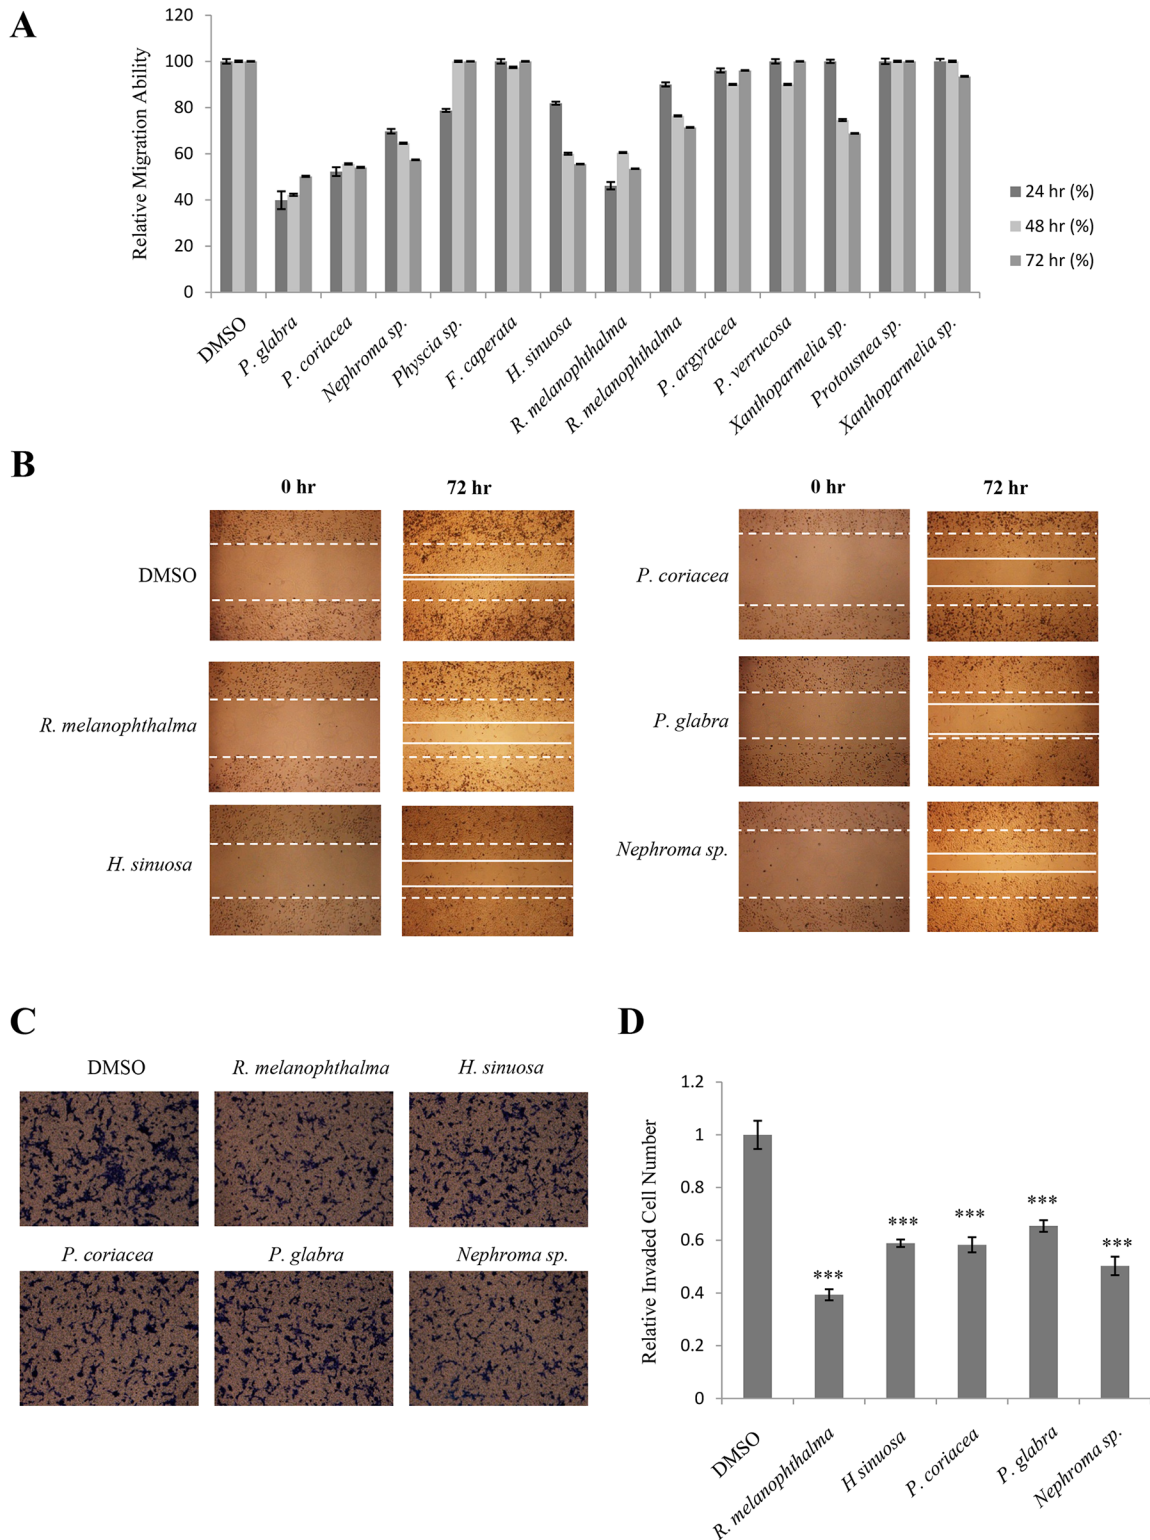 A
Relative Migration Ability
120
100
80
60
40
20
0
DMSO
P. glabra
P. coriacea
Nephroma sp.
Physcia sp.
F. caperata
H. sinuosa
R. melanophthalma
R. melanophthalma
P. argyracea
P. verrucosa
Xanthoparmelia sp.
Protousnea sp.
Xanthoparmelia sp.
24 hr (%)
48 hr (%)
72 hr (%)
B
0 hr
72 hr
DMSO
R. melanophthalma
H. sinuosa
0 hr
72 hr
P. coriacea
P. glabra
Nephroma sp.
C
DMSO
R. melanophthalma
H. sinuosa
P. coriacea
P. glabra
Nephroma sp.
D
Relative Invaded Cell Number
1.2
1
0.8
0.6
0.4
0.2
0
***
***
***
***
***
DMSO
R. melanophthalma
H sinuosa
P. coriacea
P. glabra
Nephroma sp.